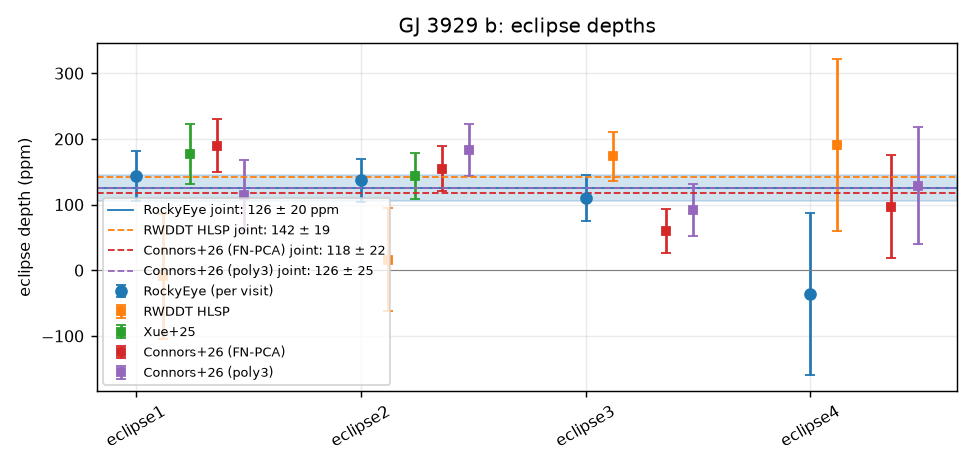 GJ 3929 b: eclipse depths
eclipse depth (ppm)
300
200
100
0
−100
RockyEye joint: 126 ± 20 ppm
RWDDT HLSP joint: 142 ± 19
Connors+26 (FN-PCA) joint: 118 ± 22
Connors+26 (poly3) joint: 126 ± 25
RockyEye (per visit)
RWDDT HLSP
Xue+25
Connors+26 (FN-PCA)
Connors+26 (poly3)
eclipse1
eclipse2
eclipse3
eclipse4